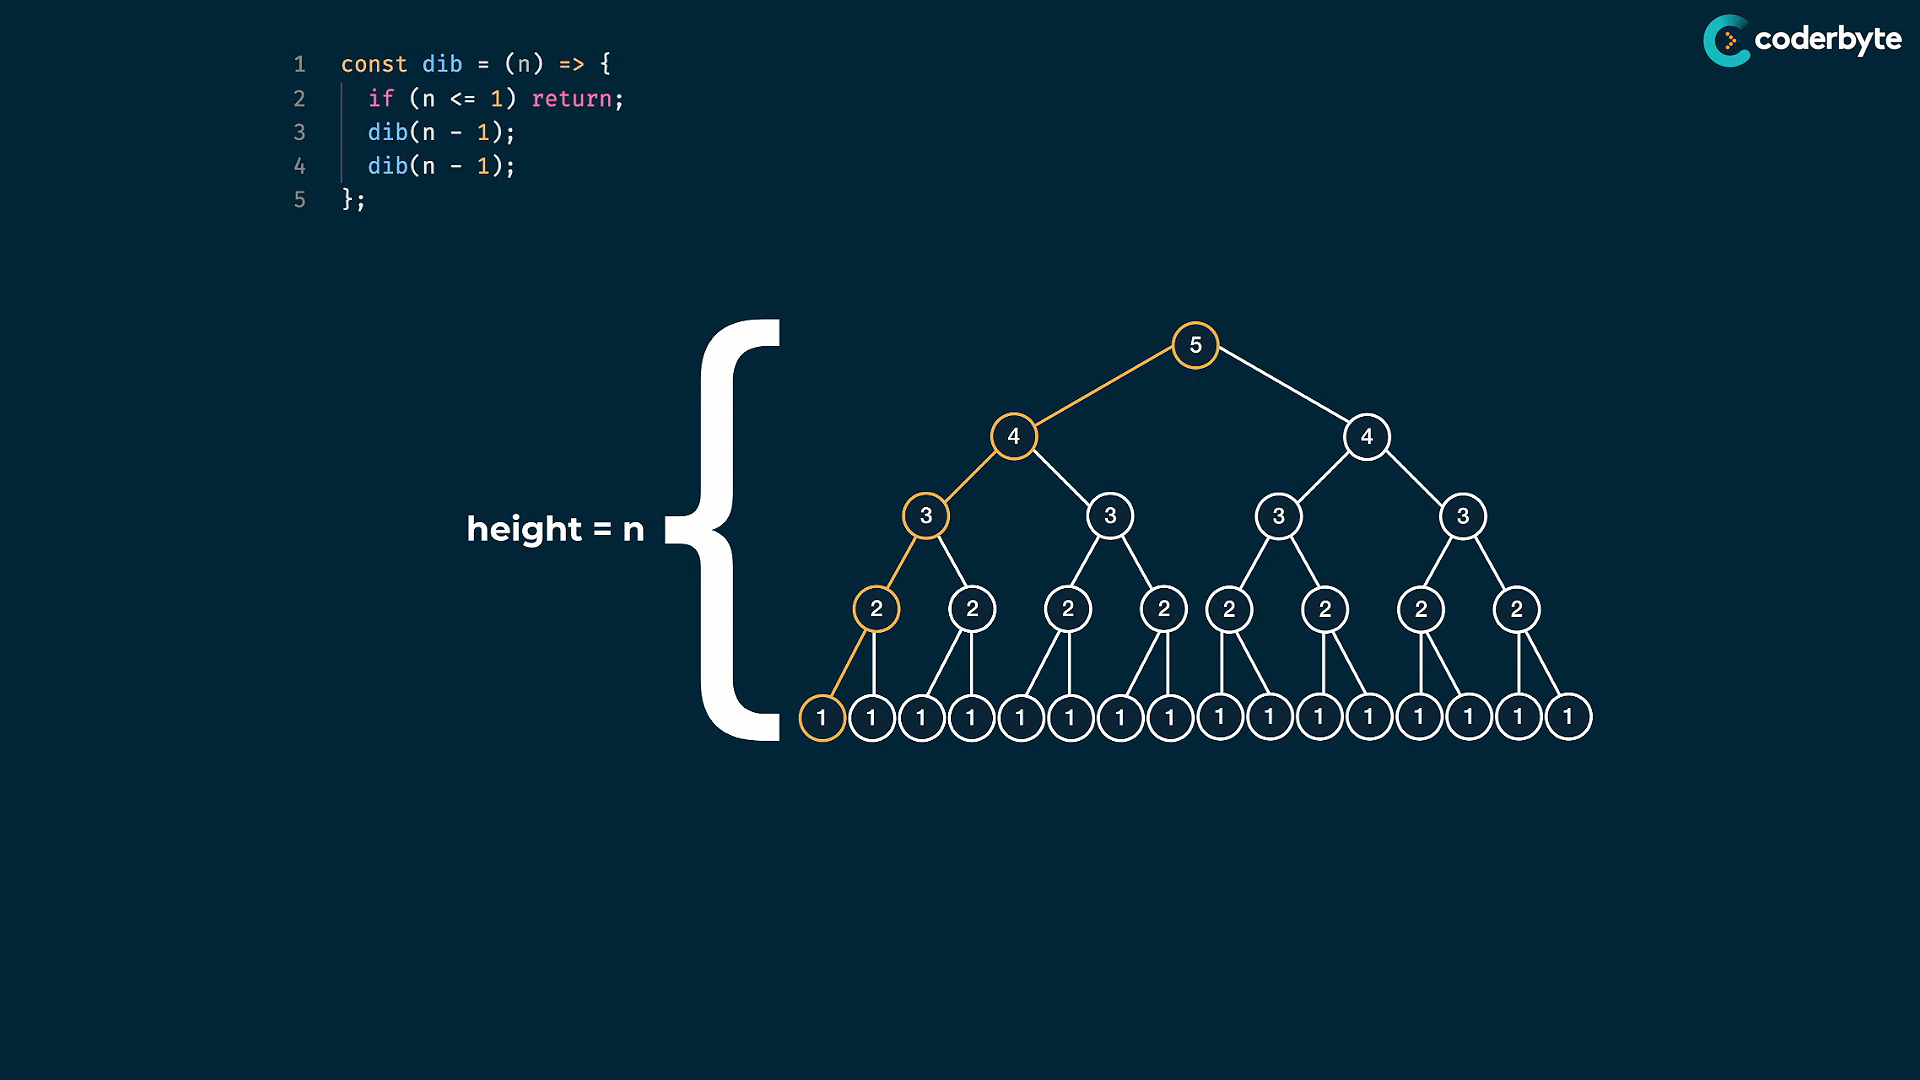 coderbyte
1 const dib = (n) => {
2 if (n <= 1) return;
3 dib(n - 1);
4 dib(n - 1);
5 };
height = n
5
4 4
3 3 3 3
2 2 2 2 2 2 2 2
1 1 1 1 1 1 1 1 1 1 1 1 1 1 1 1